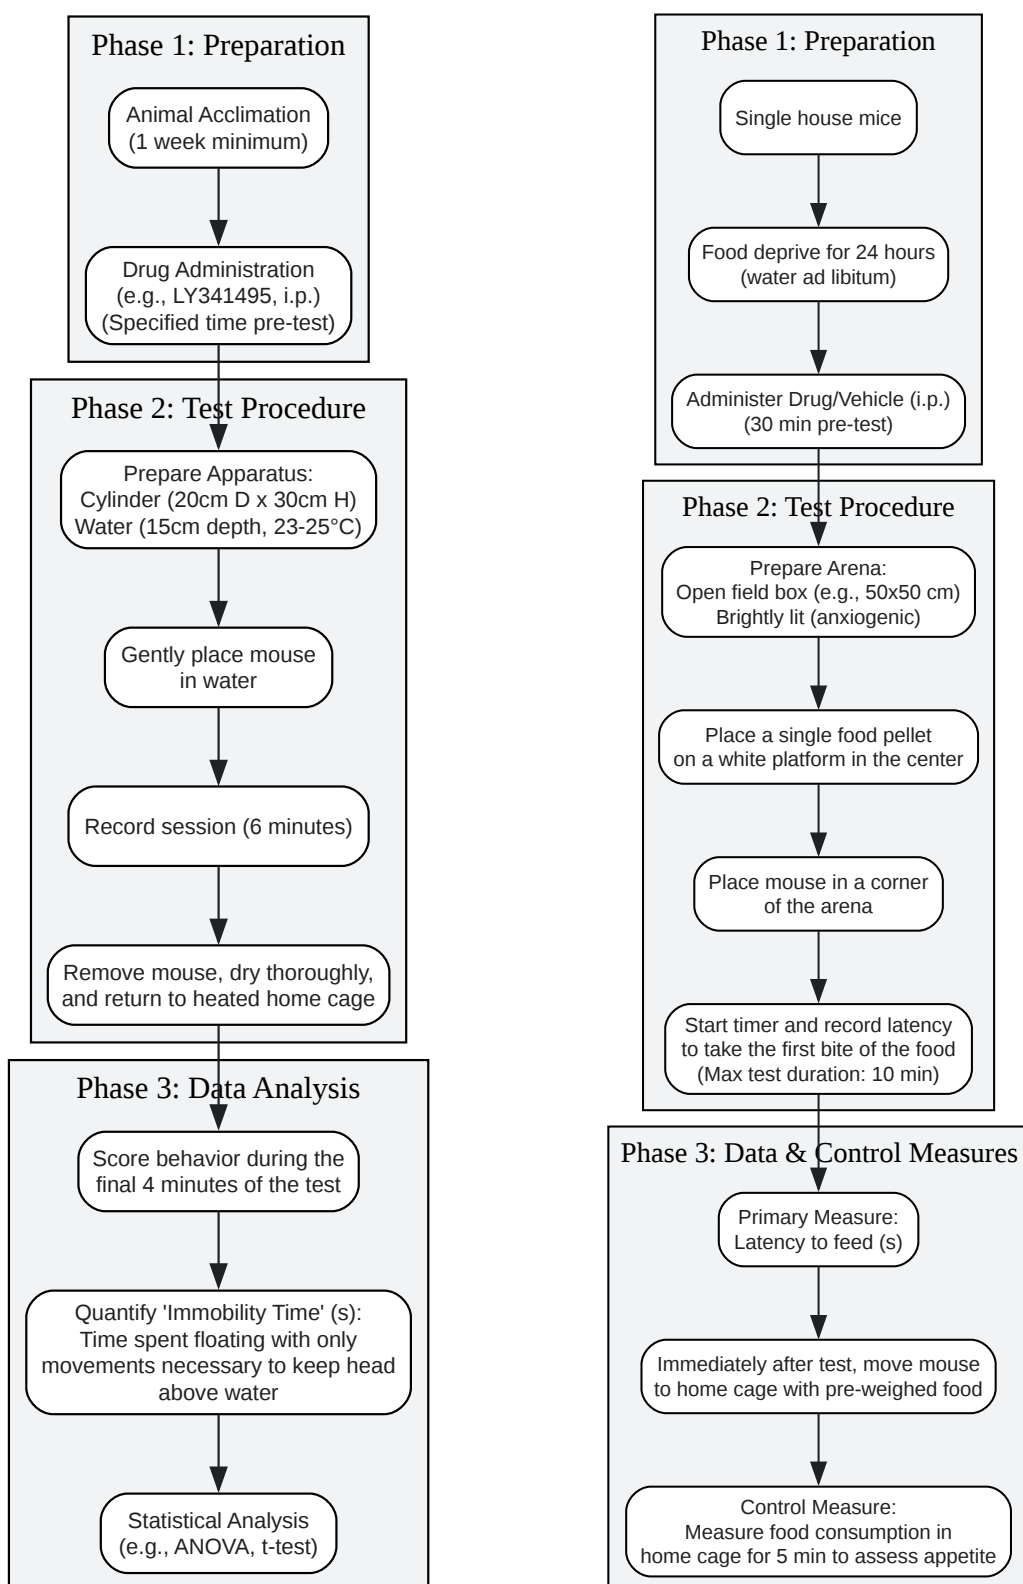 Phase 1: Preparation
Animal Acclimation
(1 week minimum)
Drug Administration
(e.g., LY341495, i.p.)
(Specified time pre-test)
Phase 2: Test Procedure
Prepare Apparatus:
Cylinder (20cm D x 30cm H)
Water (15cm depth, 23-25°C)
Gently place mouse
in water
Record session (6 minutes)
Remove mouse, dry thoroughly,
and return to heated home cage
Phase 3: Data Analysis
Score behavior during the
final 4 minutes of the test
Quantify 'Immobility Time' (s):
Time spent floating with only
movements necessary to keep head
above water
Statistical Analysis
(e.g., ANOVA, t-test)
Phase 1: Preparation
Single house mice
Food deprive for 24 hours
(water ad libitum)
Administer Drug/Vehicle (i.p.)
(30 min pre-test)
Phase 2: Test Procedure
Prepare Arena:
Open field box (e.g., 50x50 cm)
Brightly lit (anxiogenic)
Place a single food pellet
on a white platform in the center
Place mouse in a corner
of the arena
Start timer and record latency
to take the first bite of the food
(Max test duration: 10 min)
Phase 3: Data & Control Measures
Primary Measure:
Latency to feed (s)
Immediately after test, move mouse
to home cage with pre-weighed food
Control Measure:
Measure food consumption in
home cage for 5 min to assess appetite